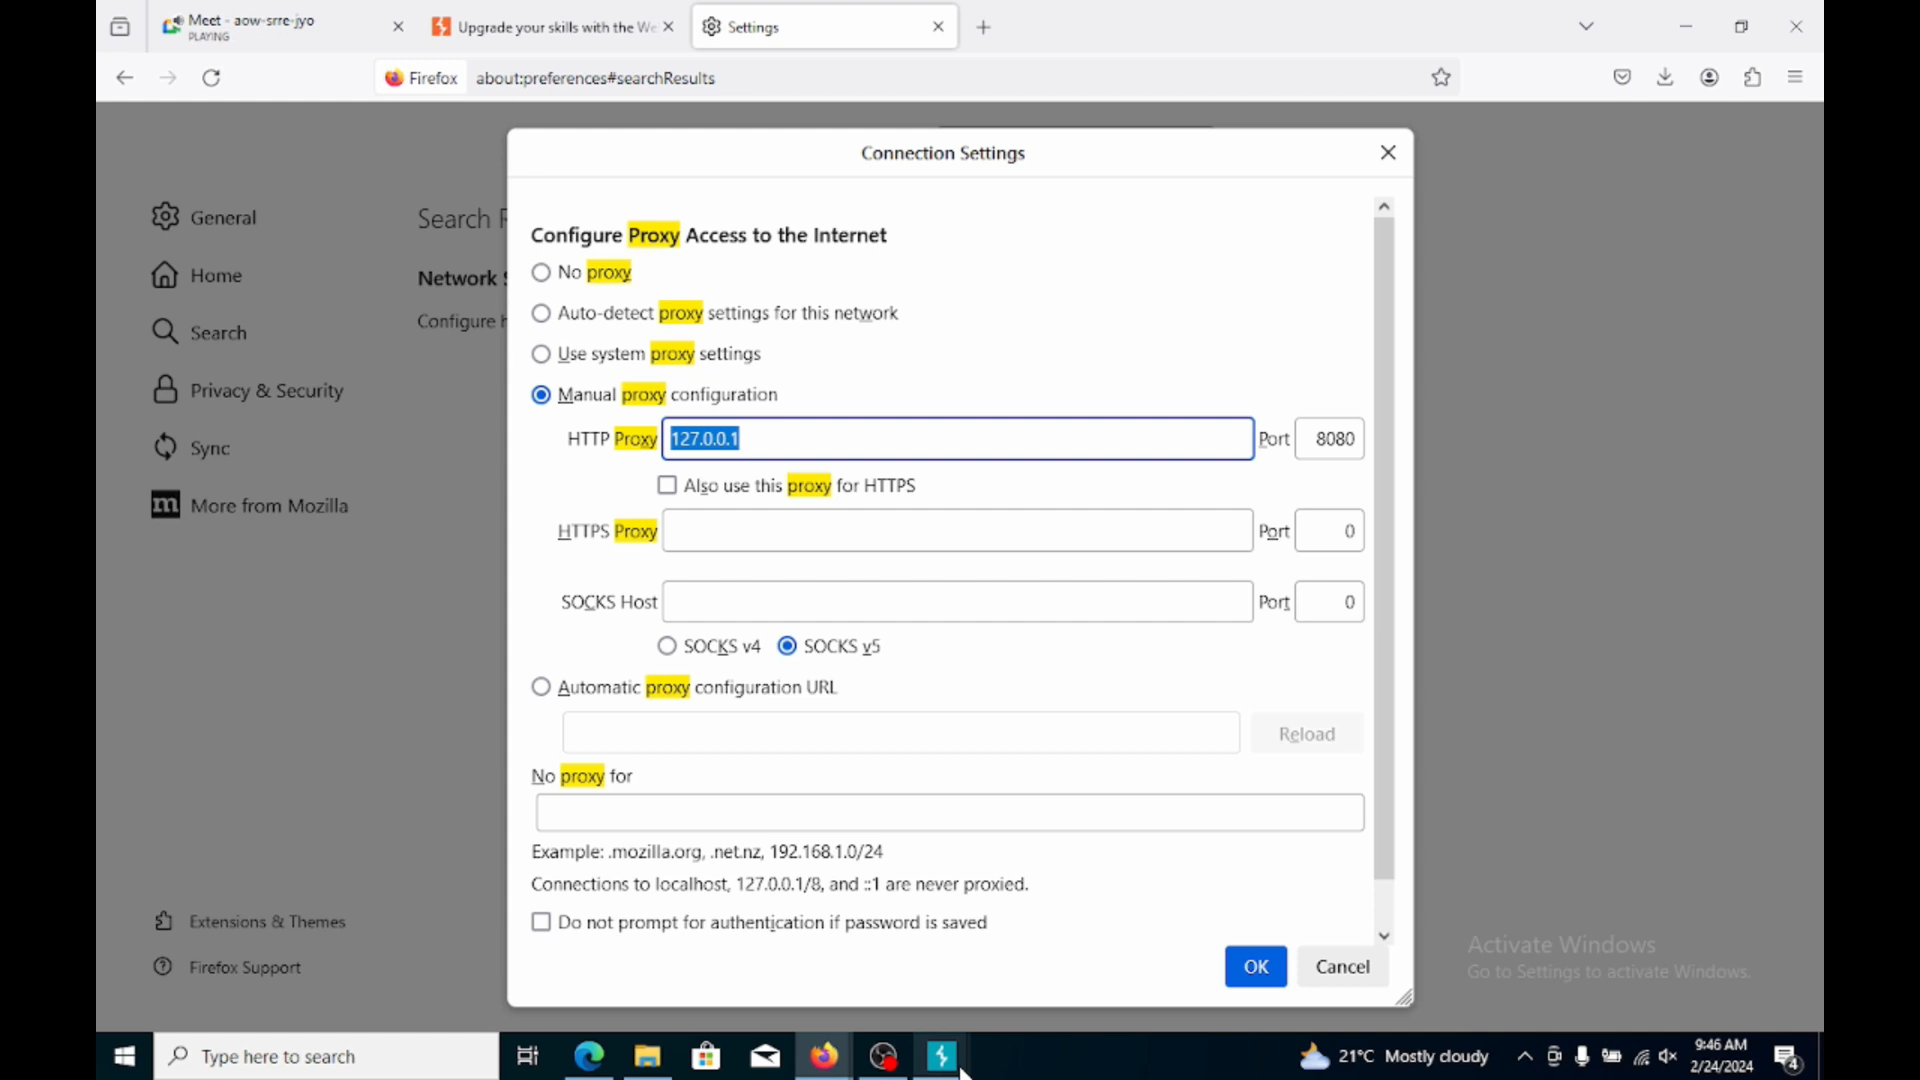 Meet - aow-srre-jyo
PLAYING
Upgrade your skills with the We
Settings
Firefox
about:preferences#searchResults
Connection Settings
General
Home
Search
Privacy & Security
Sync
More from Mozilla
Extensions & Themes
Firefox Support
Search R
Network S
Configure h
Configure Proxy Access to the Internet
No proxy
Auto-detect proxy settings for this network
Use system proxy settings
Manual proxy configuration
HTTP Proxy 127.0.0.1 Port 8080
Also use this proxy for HTTPS
HTTPS Proxy Port 0
SOCKS Host Port 0
SOCKS v4 SOCKS v5
Automatic proxy configuration URL
Reload
No proxy for
Example: .mozilla.org, .net.nz, 192.168.1.0/24
Connections to localhost, 127.0.0.1/8, and ::1 are never proxied.
Do not prompt for authentication if password is saved
OK Cancel
Activate Windows
Go to Settings to activate Windows.
Type here to search
21°C Mostly cloudy
9:46 AM
2/24/2024
4